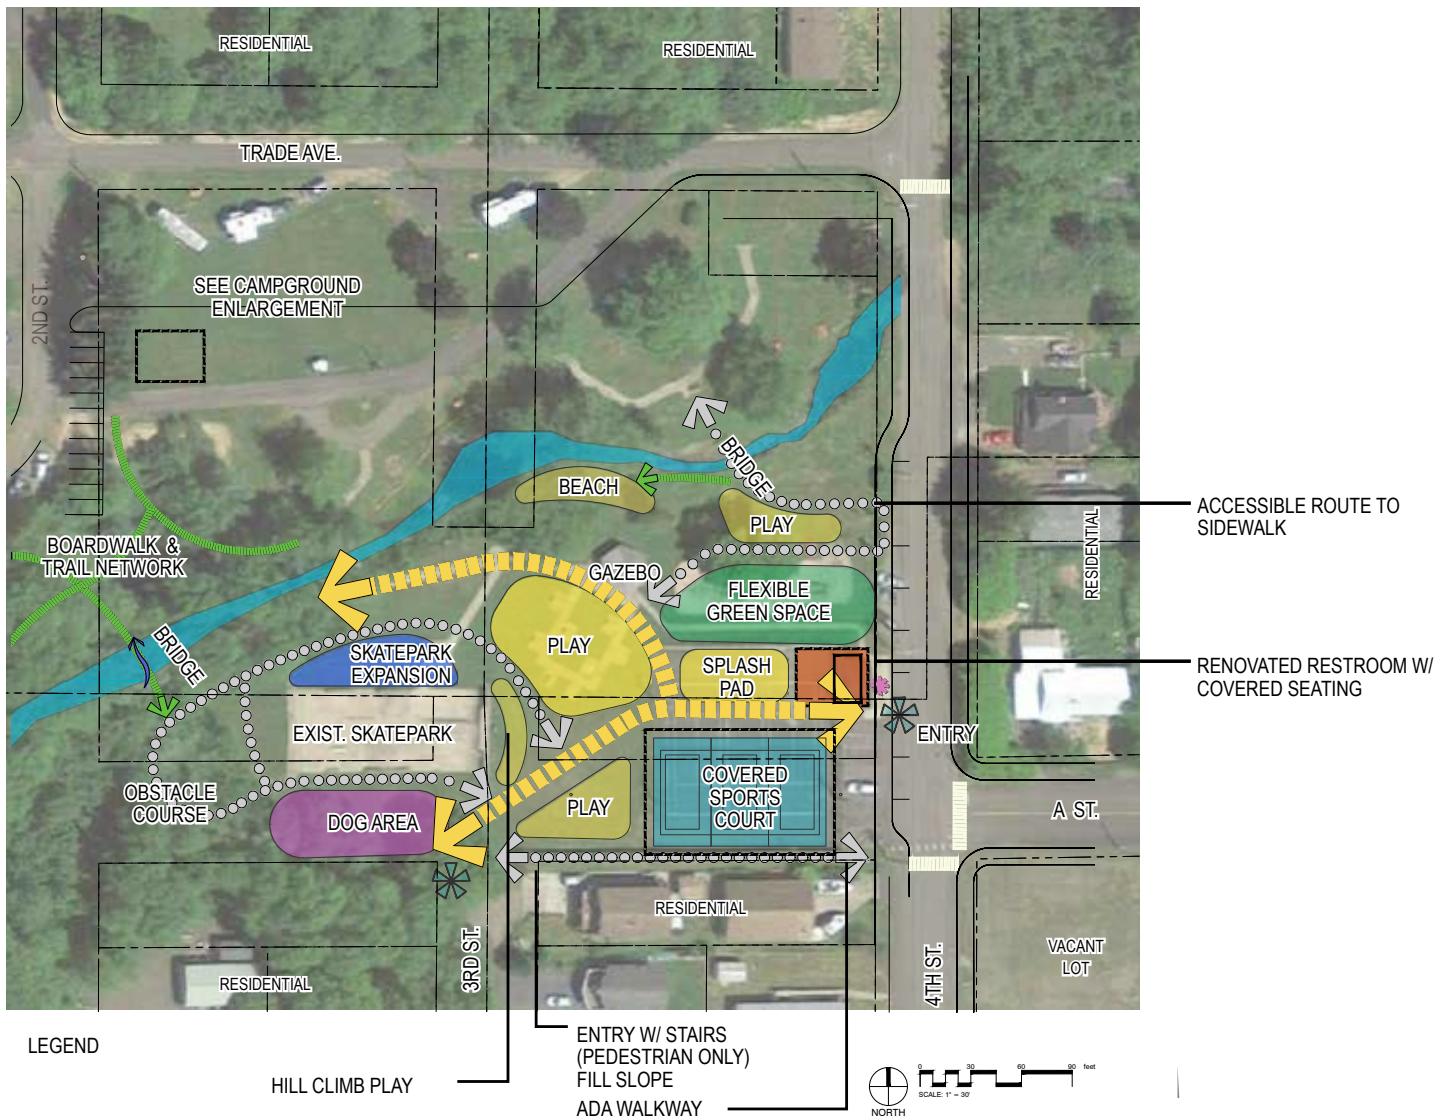 RESIDENTIAL
RESIDENTIAL
TRADE AVE.
2ND ST.
SEE CAMPGROUND
ENLARGEMENT
BRIDGE
BEACH
PLAY
ACCESSIBLE ROUTE TO
SIDEWALK
BOARDWALK &
TRAIL NETWORK
GAZEBO
FLEXIBLE
GREEN SPACE
RESIDENTIAL
BRIDGE
SKATEPARK
EXPANSION
PLAY
SPLASH
PAD
RENOVATED RESTROOM W/
COVERED SEATING
EXIST. SKATEPARK
ENTRY
OBSTACLE
COURSE
DOG AREA
PLAY
COVERED
SPORTS
COURT
A ST.
RESIDENTIAL
RESIDENTIAL
3RD ST.
4TH ST.
VACANT
LOT
LEGEND
HILL CLIMB PLAY
ENTRY W/ STAIRS
(PEDESTRIAN ONLY)
FILL SLOPE
ADA WALKWAY
NORTH
0 30 60 90 feet
SCALE: 1" = 30'